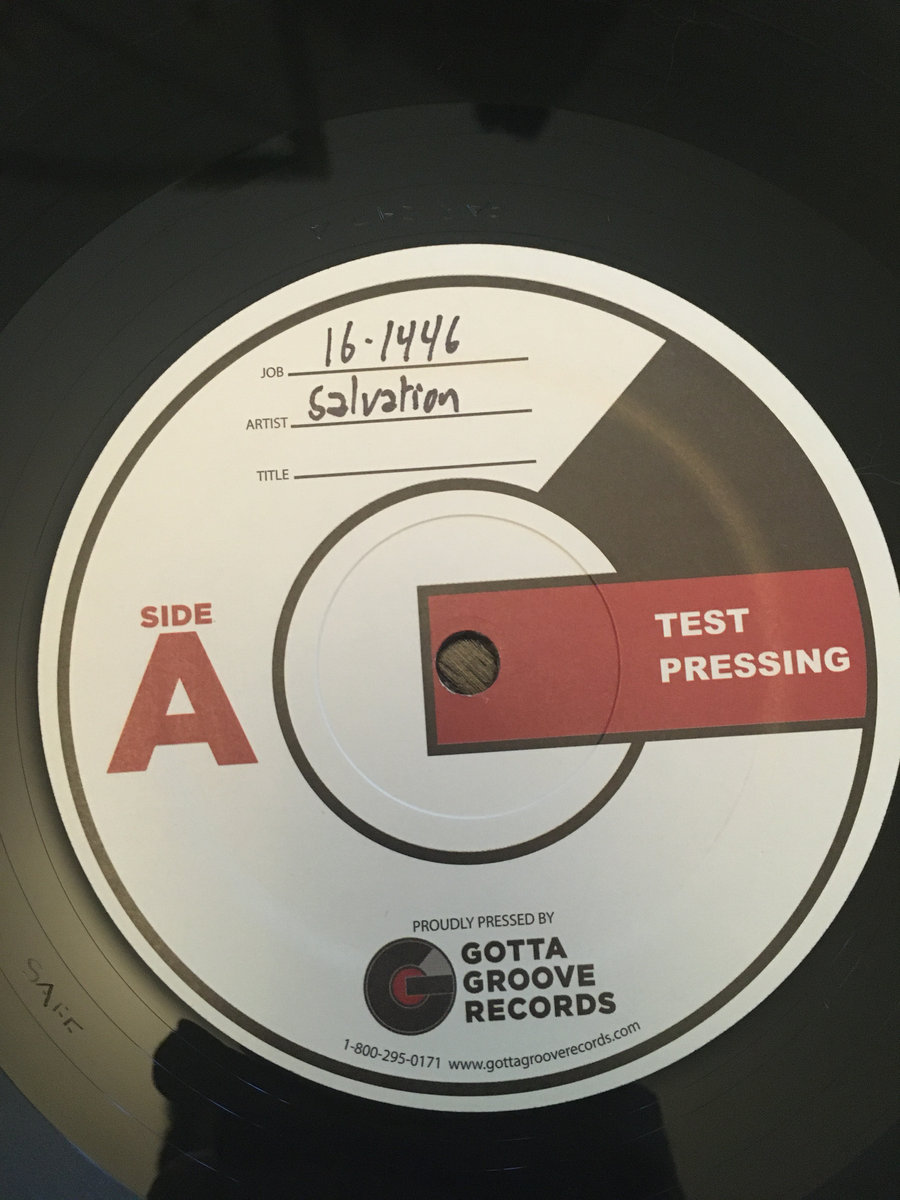 JOB 16-1446
ARTIST Salvation
TITLE
SIDE
A
TEST
PRESSING
PROUDLY PRESSED BY
GOTTA
GROOVE
RECORDS
1-800-295-0171 www.gottagrooverecords.com
SAFE